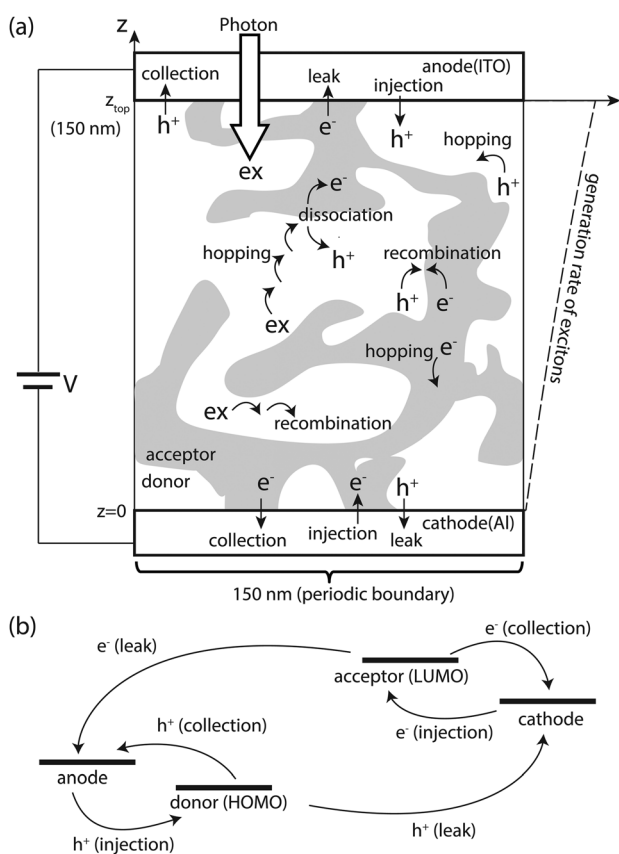 (a)
z
Photon
collection
leak
injection
anode(ITO)
z_top
(150 nm)
h⁺
e⁻
h⁺
ex
hopping
h⁺
e⁻
dissociation
hopping
h⁺
recombination
h⁺
e⁻
ex
generation rate of excitons
hopping
e⁻
V
ex
recombination
acceptor
donor
e⁻
e⁻
h⁺
z=0
collection
injection
leak
cathode(Al)
150 nm (periodic boundary)
(b)
e⁻ (leak)
e⁻ (collection)
acceptor (LUMO)
cathode
e⁻ (injection)
h⁺ (collection)
anode
donor (HOMO)
h⁺ (injection)
h⁺ (leak)